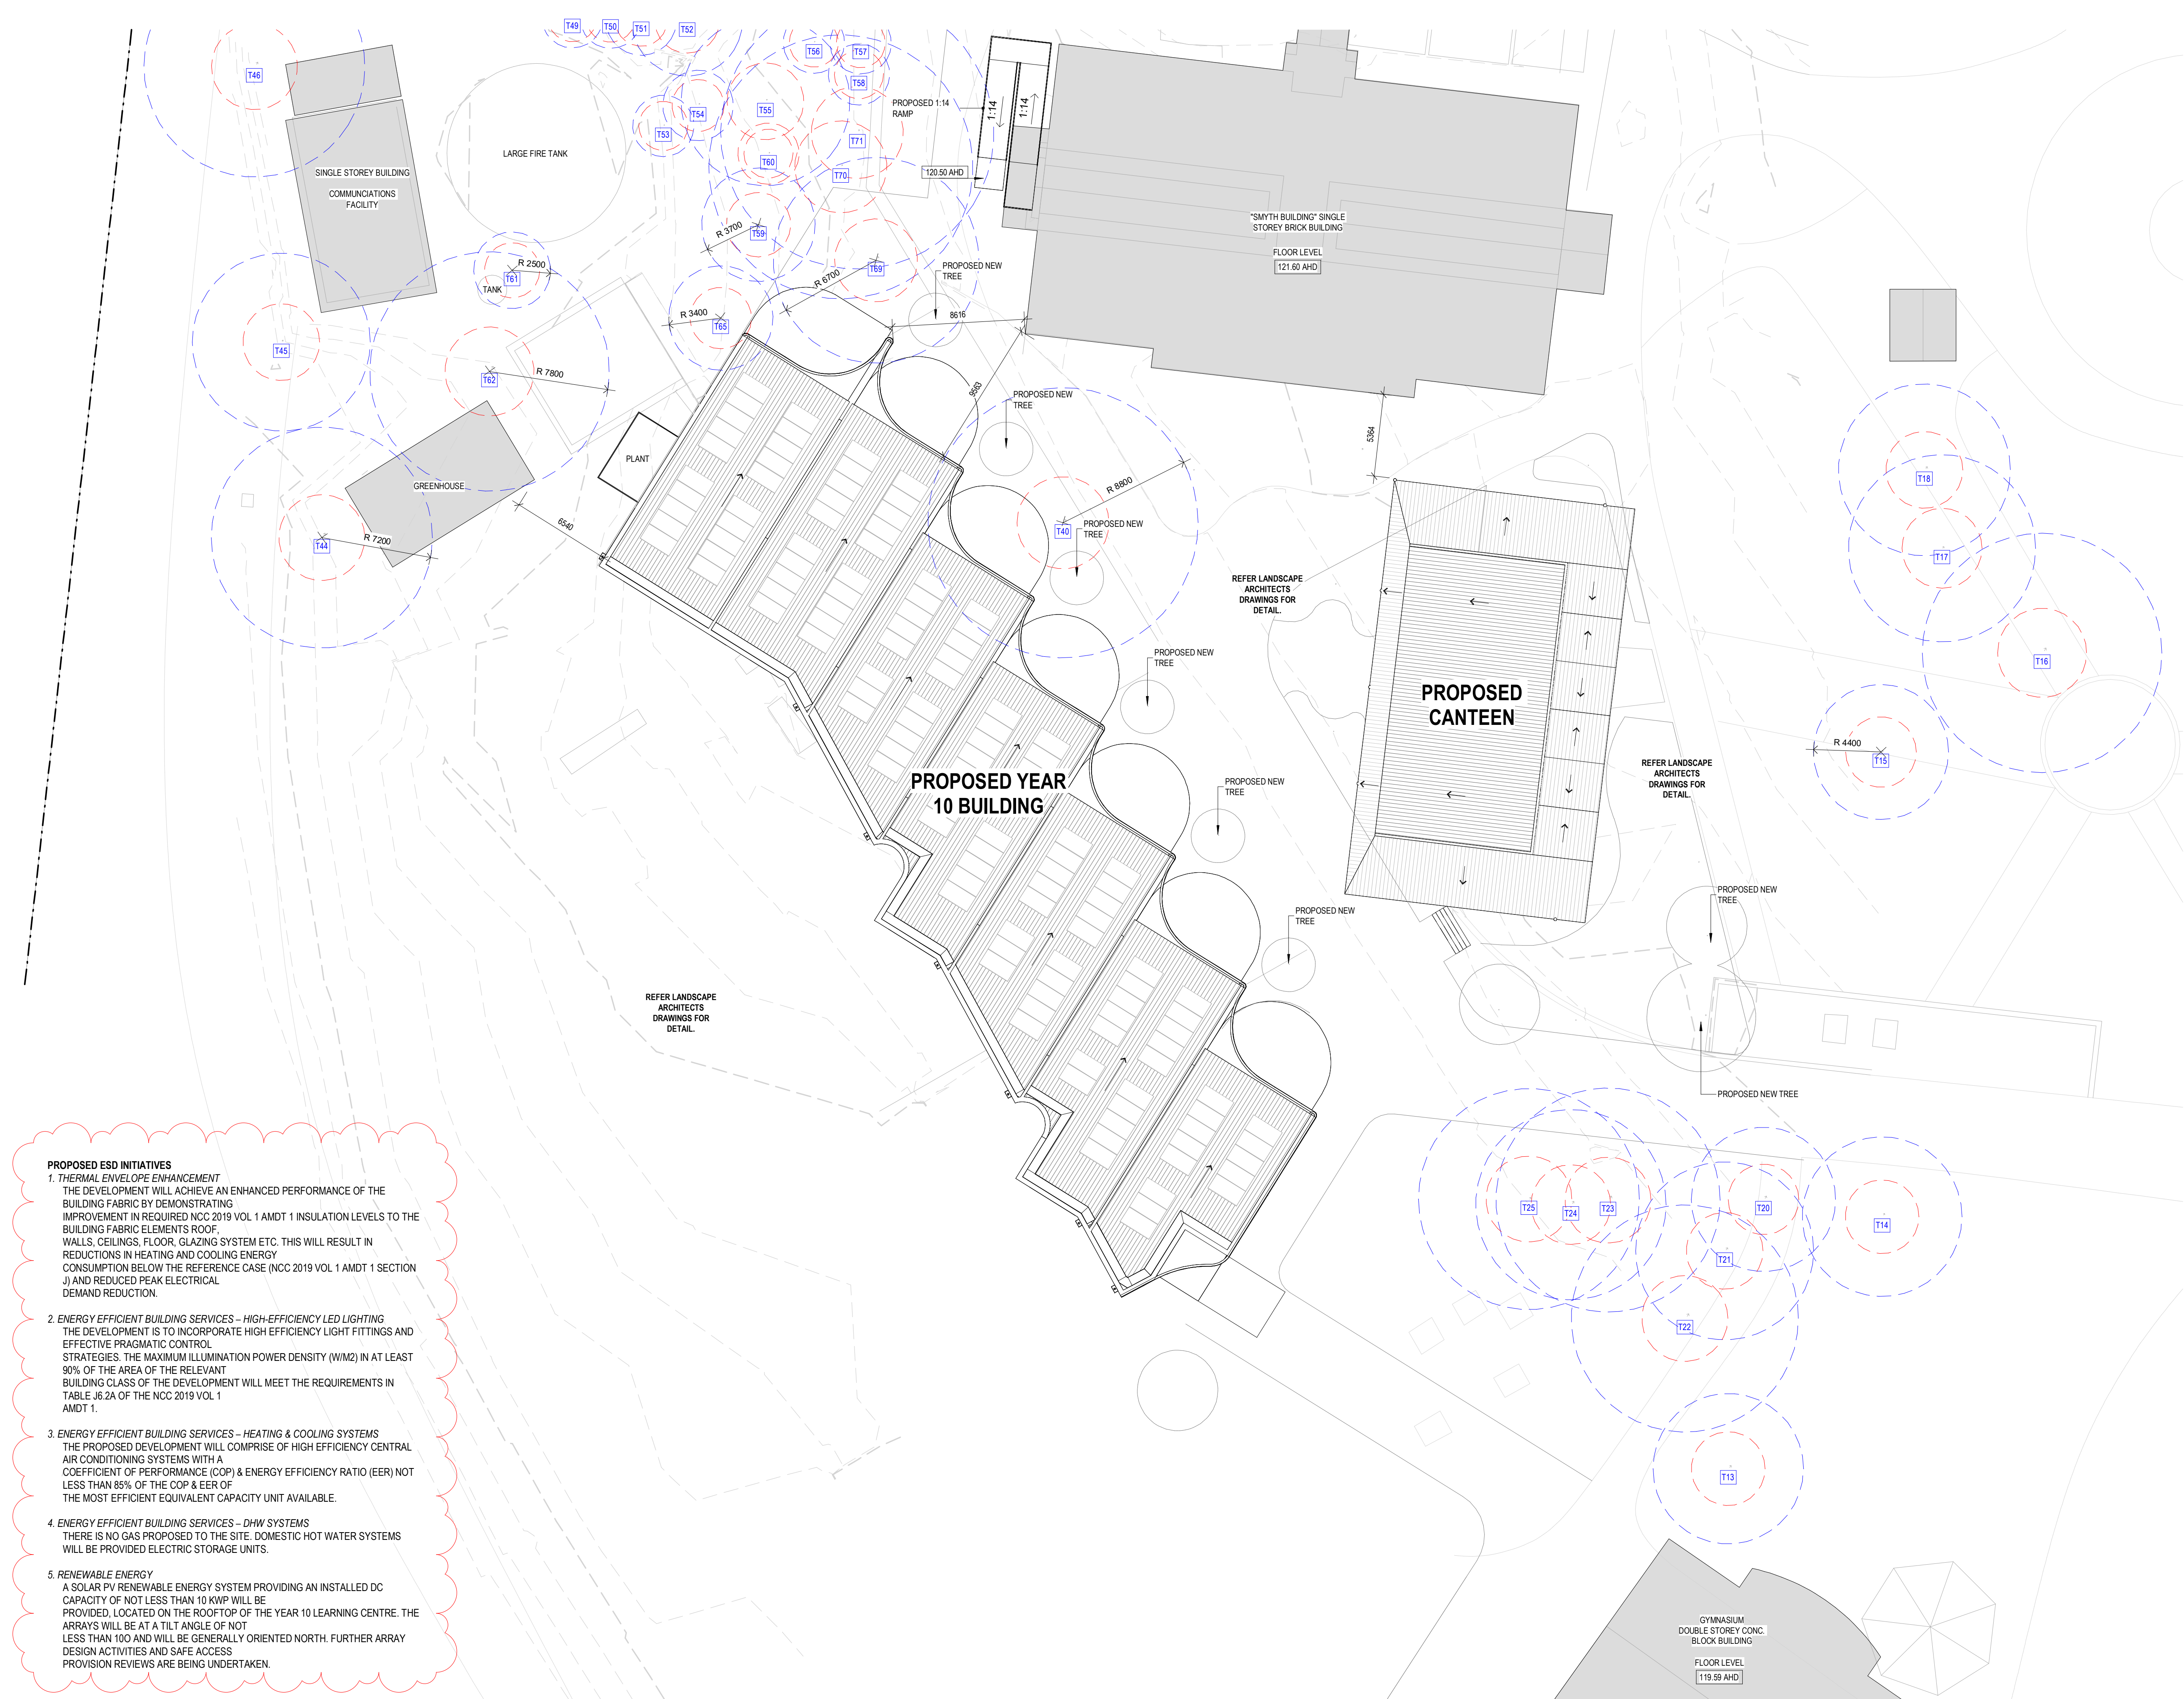 T49
T50
T51
T52
T56
T57
T46
T58
T55
T54
T53
T71
T60
T70
T59
T69
T61
T65
T45
T62
T44
T40
T18
T17
T16
T15
PROPOSED 1:14
RAMP
1:14
1:14
120.50 AHD
LARGE FIRE TANK
SINGLE STOREY BUILDING
COMMUNCIATIONS
FACILITY
"SMYTH BUILDING" SINGLE
STOREY BRICK BUILDING
FLOOR LEVEL
121.60 AHD
R 3700
R 2500
TANK
R 6700
R 3400
R 7800
R 7200
R 8800
R 4400
8616
9563
5364
6540
PROPOSED NEW
TREE
PROPOSED NEW
TREE
PROPOSED NEW
TREE
PROPOSED NEW
TREE
PROPOSED NEW
TREE
PROPOSED NEW
TREE
PLANT
GREENHOUSE
REFER LANDSCAPE
ARCHITECTS
DRAWINGS FOR
DETAIL.
PROPOSED
CANTEEN
PROPOSED YEAR
10 BUILDING
REFER LANDSCAPE
ARCHITECTS
DRAWINGS FOR
DETAIL.
PROPOSED NEW
TREE
REFER LANDSCAPE
ARCHITECTS
DRAWINGS FOR
DETAIL.
PROPOSED NEW TREE
T25
T24
T23
T20
T14
T21
T22
T13
PROPOSED ESD INITIATIVES
1. THERMAL ENVELOPE ENHANCEMENT
THE DEVELOPMENT WILL ACHIEVE AN ENHANCED PERFORMANCE OF THE
BUILDING FABRIC BY DEMONSTRATING
IMPROVEMENT IN REQUIRED NCC 2019 VOL 1 AMDT 1 INSULATION LEVELS TO THE
BUILDING FABRIC ELEMENTS ROOF,
WALLS, CEILINGS, FLOOR, GLAZING SYSTEM ETC. THIS WILL RESULT IN
REDUCTIONS IN HEATING AND COOLING ENERGY
CONSUMPTION BELOW THE REFERENCE CASE (NCC 2019 VOL 1 AMDT 1 SECTION
J) AND REDUCED PEAK ELECTRICAL
DEMAND REDUCTION.
2. ENERGY EFFICIENT BUILDING SERVICES – HIGH-EFFICIENCY LED LIGHTING
THE DEVELOPMENT IS TO INCORPORATE HIGH EFFICIENCY LIGHT FITTINGS AND
EFFECTIVE PRAGMATIC CONTROL
STRATEGIES. THE MAXIMUM ILLUMINATION POWER DENSITY (W/M2) IN AT LEAST
90% OF THE AREA OF THE RELEVANT
BUILDING CLASS OF THE DEVELOPMENT WILL MEET THE REQUIREMENTS IN
TABLE J6.2A OF THE NCC 2019 VOL 1
AMDT 1.
3. ENERGY EFFICIENT BUILDING SERVICES – HEATING & COOLING SYSTEMS
THE PROPOSED DEVELOPMENT WILL COMPRISE OF HIGH EFFICIENCY CENTRAL
AIR CONDITIONING SYSTEMS WITH A
COEFFICIENT OF PERFORMANCE (COP) & ENERGY EFFICIENCY RATIO (EER) NOT
LESS THAN 85% OF THE COP & EER OF
THE MOST EFFICIENT EQUIVALENT CAPACITY UNIT AVAILABLE.
4. ENERGY EFFICIENT BUILDING SERVICES – DHW SYSTEMS
THERE IS NO GAS PROPOSED TO THE SITE. DOMESTIC HOT WATER SYSTEMS
WILL BE PROVIDED ELECTRIC STORAGE UNITS.
5. RENEWABLE ENERGY
A SOLAR PV RENEWABLE ENERGY SYSTEM PROVIDING AN INSTALLED DC
CAPACITY OF NOT LESS THAN 10 KWP WILL BE
PROVIDED, LOCATED ON THE ROOFTOP OF THE YEAR 10 LEARNING CENTRE. THE
ARRAYS WILL BE AT A TILT ANGLE OF NOT
LESS THAN 10O AND WILL BE GENERALLY ORIENTED NORTH. FURTHER ARRAY
DESIGN ACTIVITIES AND SAFE ACCESS
PROVISION REVIEWS ARE BEING UNDERTAKEN.
GYMNASIUM
DOUBLE STOREY CONC.
BLOCK BUILDING
FLOOR LEVEL
119.59 AHD